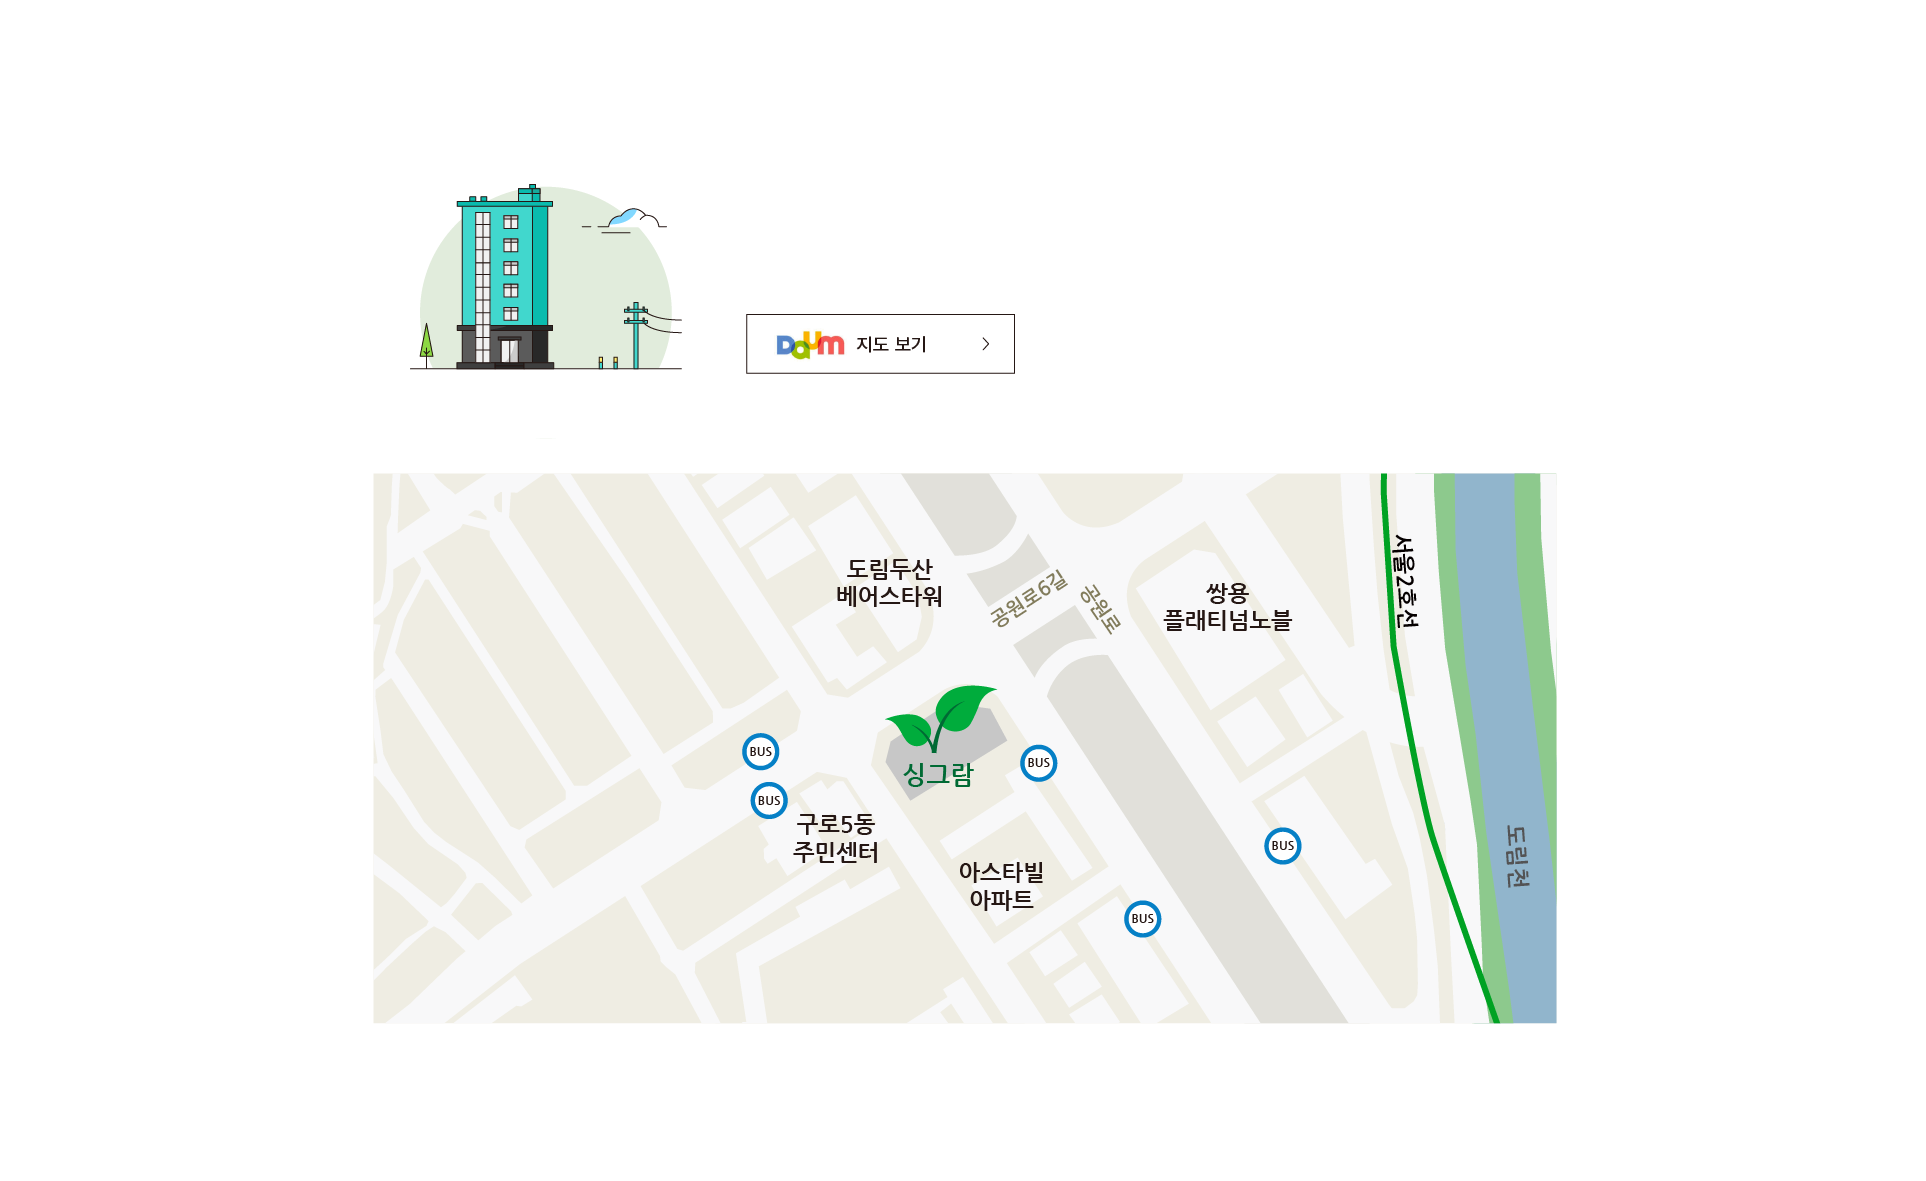 Daum 지도 보기
도림두산
베어스타워
공원로6길
공원로
쌍용
플래티넘노블
서울2호선
싱그람
BUS
BUS
BUS
구로5동
주민센터
아스타빌
아파트
BUS
BUS
도림천